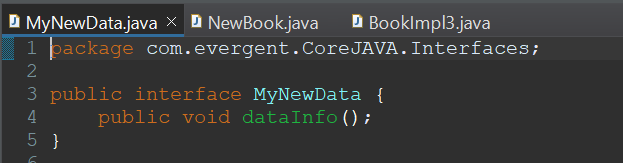 MyNewData.java NewBook.java BookImpl3.java
1 package com.evergent.CoreJAVA.Interfaces;
2
3 public interface MyNewData {
4 public void dataInfo();
5 }